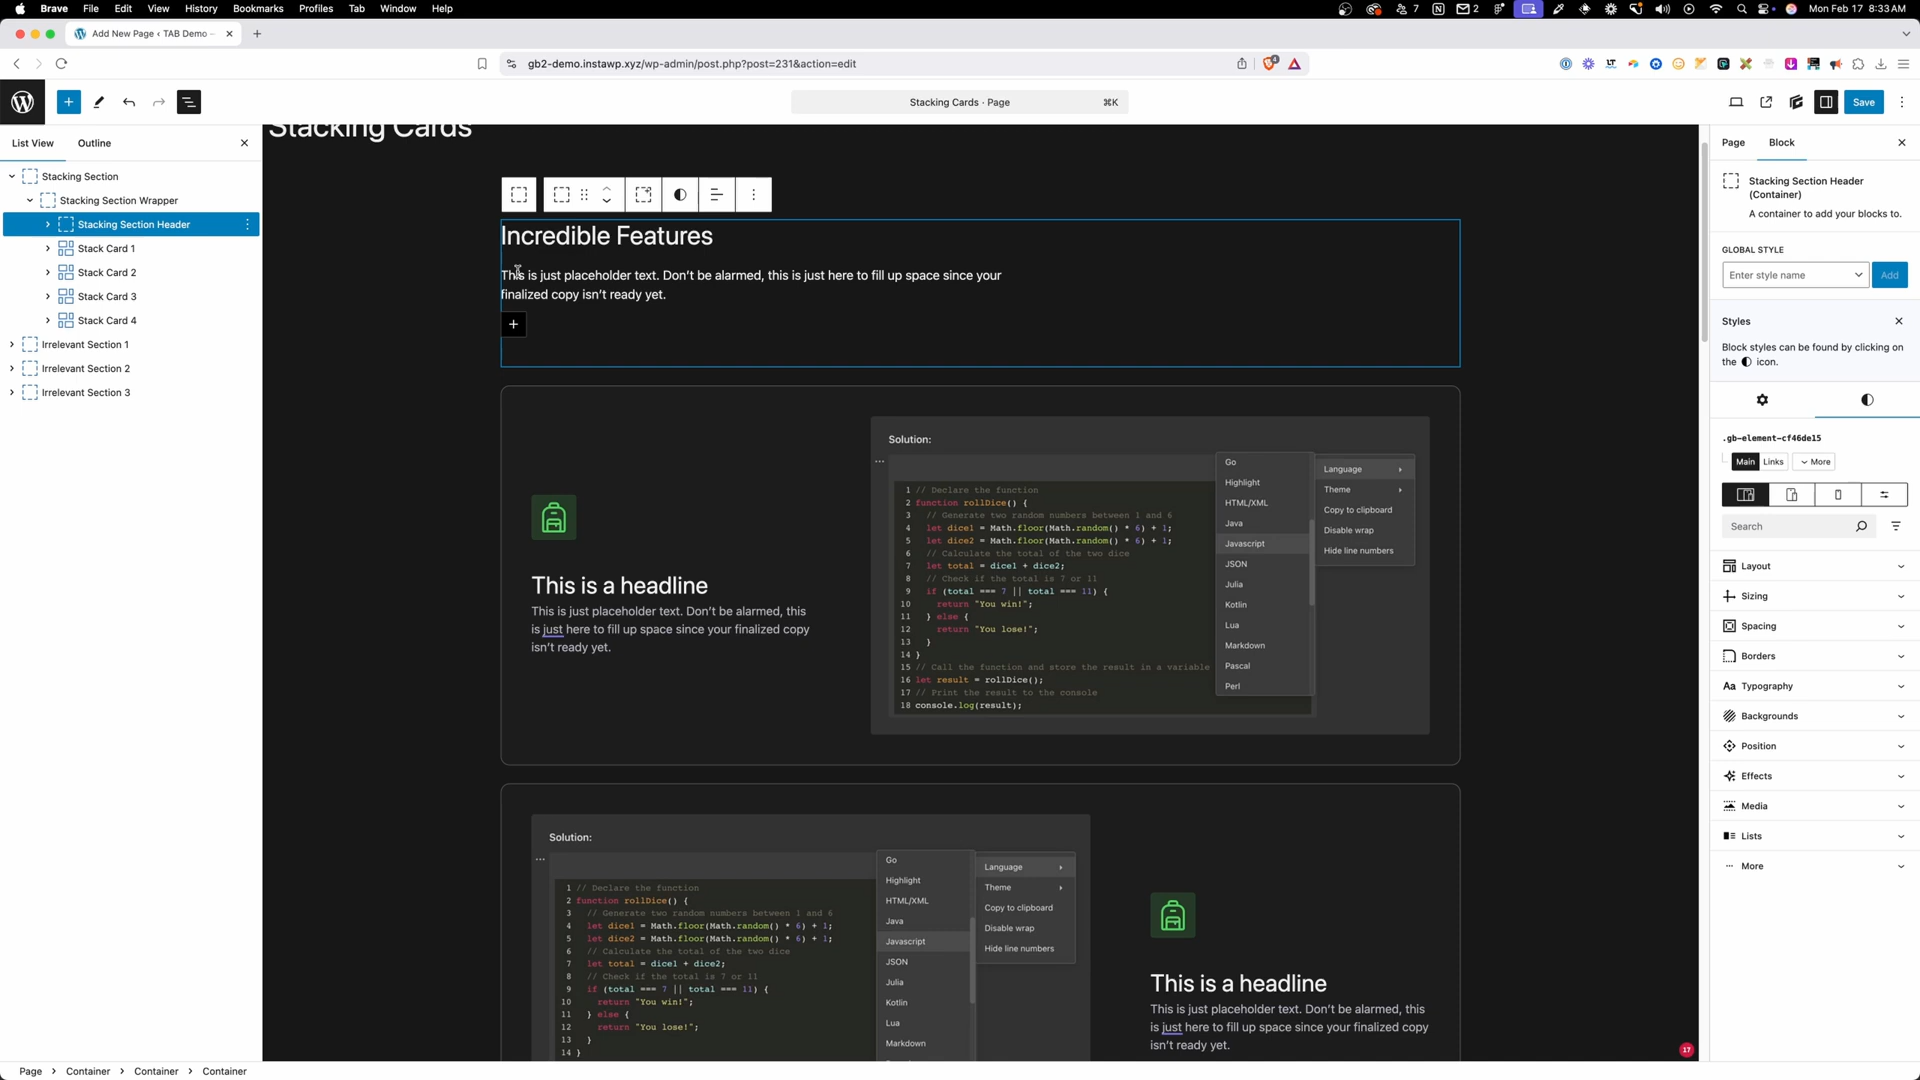 Brave File Edit View History Bookmarks Profiles Tab Window Help
7
2
Mon Feb 17 8:33 AM
Add New Page ‹ TAB Demo –
gb2-demo.instawp.xyz/wp-admin/post.php?post=231&action=edit
Stacking Cards · Page
⌘K
Save
List View
Outline
Stacking Section
Stacking Section Wrapper
Stacking Section Header
Stack Card 1
Stack Card 2
Stack Card 3
Stack Card 4
Irrelevant Section 1
Irrelevant Section 2
Irrelevant Section 3
Stacking Cards
Incredible Features
This is just placeholder text. Don't be alarmed, this is just here to fill up space since your
finalized copy isn't ready yet.
This is a headline
This is just placeholder text. Don't be alarmed, this
is just here to fill up space since your finalized copy
isn't ready yet.
Solution:
...
1 // Declare the function
2 function rollDice() {
3 // Generate two random numbers between 1 and 6
4 let dice1 = Math.floor(Math.random() * 6) + 1;
5 let dice2 = Math.floor(Math.random() * 6) + 1;
6 // Calculate the total of the two dice
7 let total = dice1 + dice2;
8 // Check if the total is 7 or 11
9 if (total === 7 || total === 11) {
10 return "You win!";
11 } else {
12 return "You lose!";
13 }
14 }
15 // Call the function and store the result in a variable
16 let result = rollDice();
17 // Print the result to the console
18 console.log(result);
Go
Highlight
HTML/XML
Java
Javascript
JSON
Julia
Kotlin
Lua
Markdown
Pascal
Perl
Language
Theme
Copy to clipboard
Disable wrap
Hide line numbers
Solution:
...
1 // Declare the function
2 function rollDice() {
3 // Generate two random numbers between 1 and 6
4 let dice1 = Math.floor(Math.random() * 6) + 1;
5 let dice2 = Math.floor(Math.random() * 6) + 1;
6 // Calculate the total of the two dice
7 let total = dice1 + dice2;
8 // Check if the total is 7 or 11
9 if (total === 7 || total === 11) {
10 return "You win!";
11 } else {
12 return "You lose!";
13 }
14 }
Go
Highlight
HTML/XML
Java
Javascript
JSON
Julia
Kotlin
Lua
Markdown
Language
Theme
Copy to clipboard
Disable wrap
Hide line numbers
This is a headline
This is just placeholder text. Don't be alarmed, this
is just here to fill up space since your finalized copy
isn't ready yet.
17
Page
Block
Stacking Section Header
(Container)
A container to add your blocks to.
GLOBAL STYLE
Enter style name
Add
Styles
Block styles can be found by clicking on
the icon.
.gb-element-cf46de15
Main Links More
Search
Layout
Sizing
Spacing
Borders
Aa Typography
Backgrounds
Position
Effects
Media
Lists
More
Page › Container › Container › Container